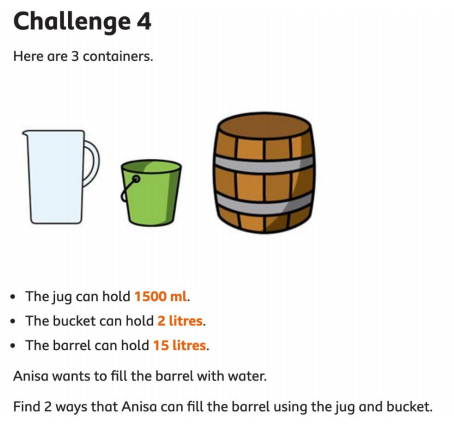 Challenge 4
Here are 3 containers.
• The jug can hold 1500 ml.
• The bucket can hold 2 litres.
• The barrel can hold 15 litres.
Anisa wants to fill the barrel with water.
Find 2 ways that Anisa can fill the barrel using the jug and bucket.